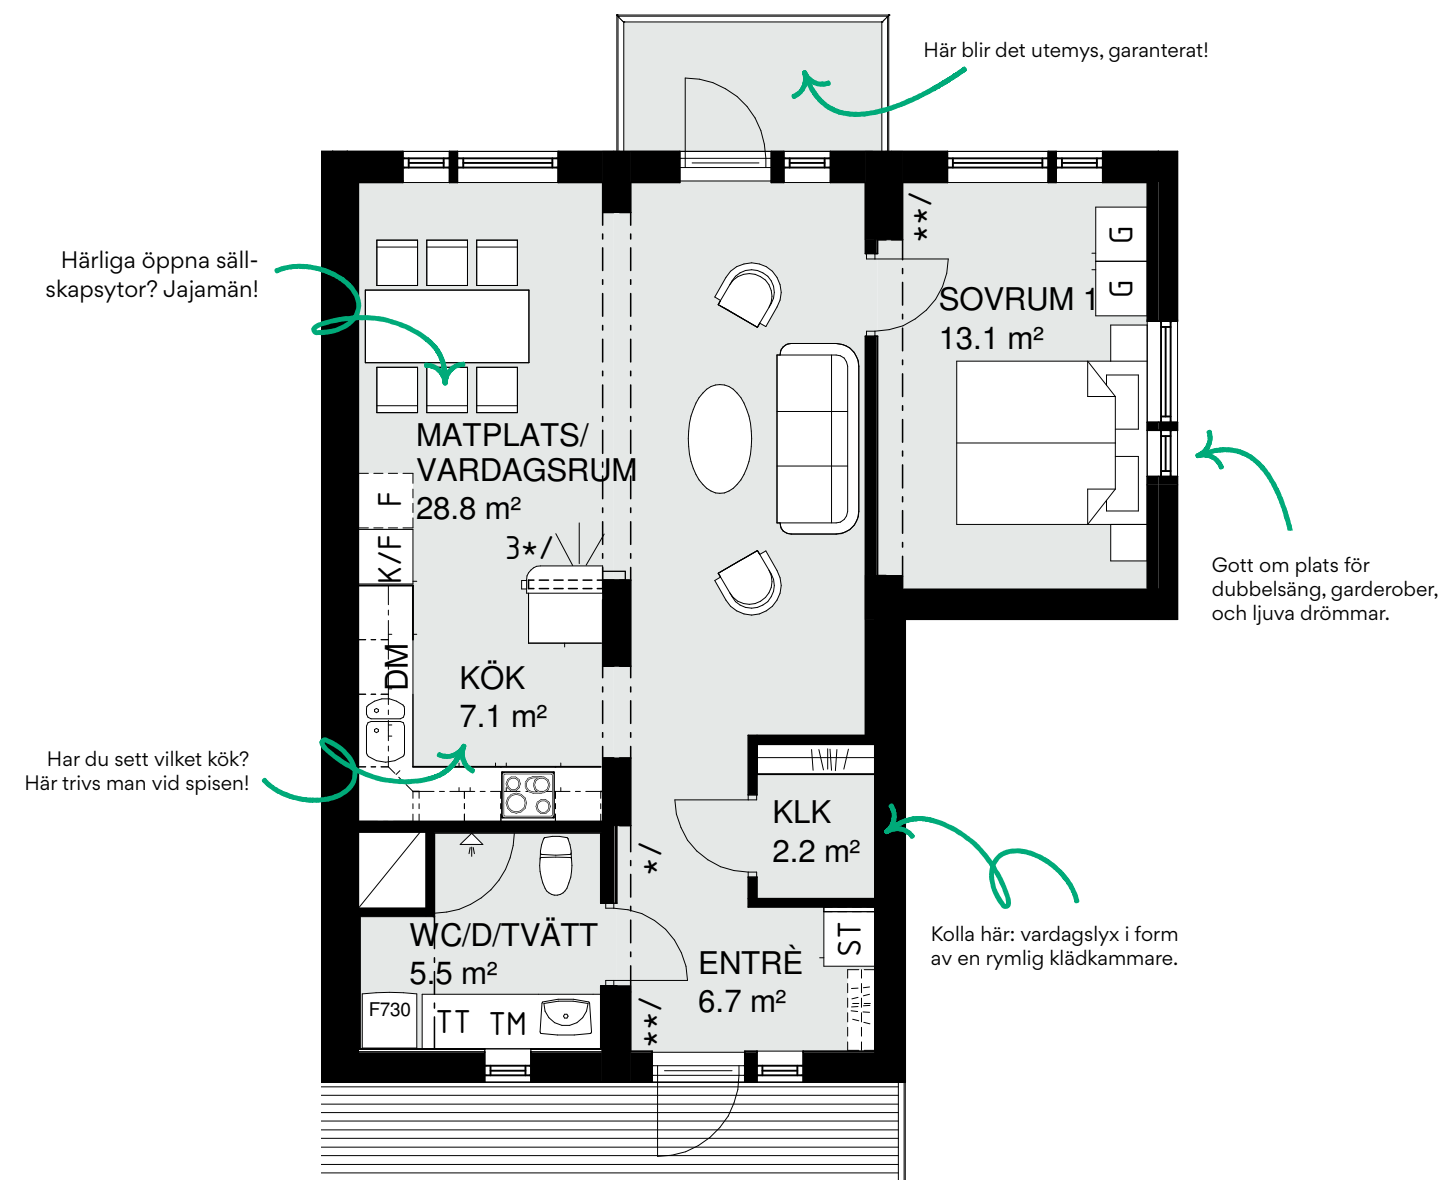 Här blir det utemys, garanterat!
Härliga öppna säll-
skapsytor? Jajamän!
**/
G
G
SOVRUM 1
13.1 m²
MATPLATS/
VARDAGSRUM
28.8 m²
F
K/F
3*/
Gott om plats för
dubbelsäng, garderober,
och ljuva drömmar.
DM
KÖK
7.1 m²
Har du sett vilket kök?
Här trivs man vid spisen!
KLK
2.2 m²
*/
WC/D/TVÄTT
5.5 m²
ST
ENTRÈ
6.7 m²
Kolla här: vardagslyx i form
av en rymlig klädkammare.
F730
TT TM
**/